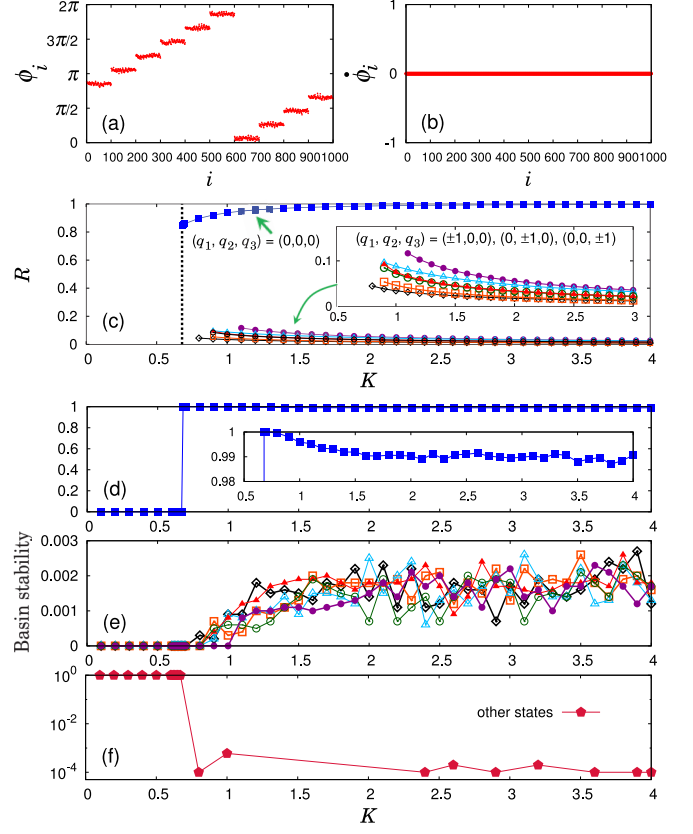 2π
3π/2
π
π/2
0
ϕ_i
(a)
0 100 200 300 400 500 600 700 800 9001000
i
1
0
-1
ϕ̇_i
(b)
0 100 200 300 400 500 600 700 800 9001000
i
1
0.8
0.6
0.4
0.2
0
R
(q₁, q₂, q₃) = (0,0,0)
(q₁, q₂, q₃) = (±1,0,0), (0, ±1,0), (0,0, ±1)
0.1
0
0.5 1 1.5 2 2.5 3
(c)
0 0.5 1 1.5 2 2.5 3 3.5 4
K
1
0.8
0.6
0.4
0.2
0
1
0.99
0.98
0.5 1 1.5 2 2.5 3 3.5 4
(d)
0 0.5 1 1.5 2 2.5 3 3.5 4
Basin stability
0.003
0.002
0.001
0
(e)
0 0.5 1 1.5 2 2.5 3 3.5 4
10⁰
10⁻²
10⁻⁴
other states
(f)
0 0.5 1 1.5 2 2.5 3 3.5 4
K